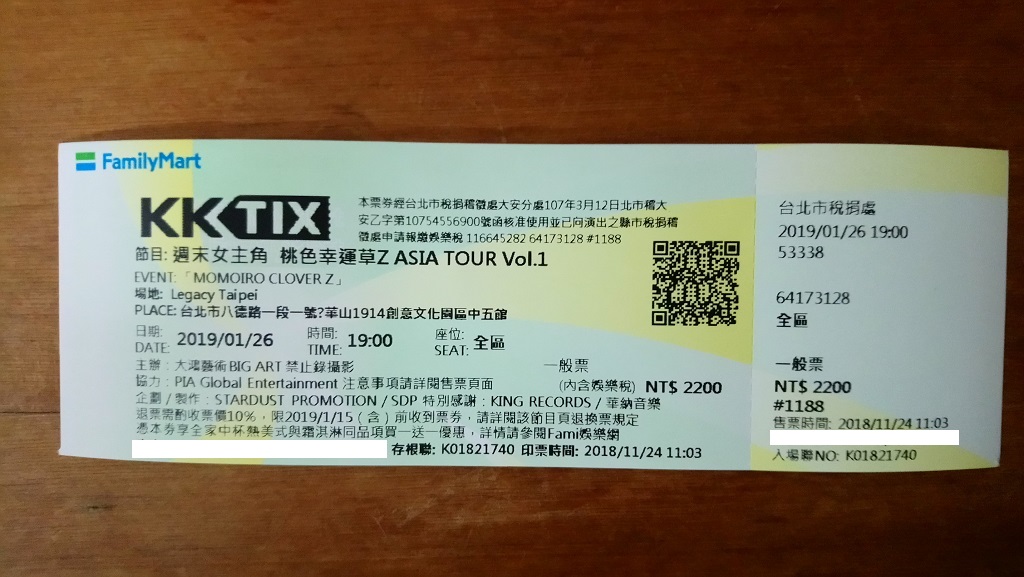 FamilyMart
KKTIX
本票券經台北市稅捐稽徵處大安分處107年3月12日北市稽大
安乙字第10754556900號函核准使用並已向演出之縣市稅捐稽
徵處申請報繳娛樂稅 116645282 64173128 #1188
節目: 週末女主角 桃色幸運草Z ASIA TOUR Vol.1
EVENT: 「MOMOIRO CLOVER Z」
場地: Legacy Taipei
PLACE: 台北市八德路一段一號?華山1914創意文化園區中五館
日期: 2019/01/26 時間: 19:00 座位: 全區
DATE: TIME: SEAT:
主辦：大鴻藝術BIG ART 禁止錄攝影 一般票
協力：PIA Global Entertainment 注意事項請詳閱售票頁面 (內含娛樂稅) NT$ 2200
企劃 / 製作：STARDUST PROMOTION / SDP 特別感謝：KING RECORDS / 華納音樂
退票需酌收票價10%，限2019/1/15（含）前收到票券，請詳閱該節目頁退換票規定
憑本券享全家中杯熱美式與霜淇淋同品項買一送一優惠，詳情請參閱Fami娛樂網
存根聯: K01821740 印票時間: 2018/11/24 11:03
台北市稅捐處
2019/01/26 19:00
53338
64173128
全區
一般票
NT$ 2200
#1188
售票時間: 2018/11/24 11:03
入場聯NO: K01821740